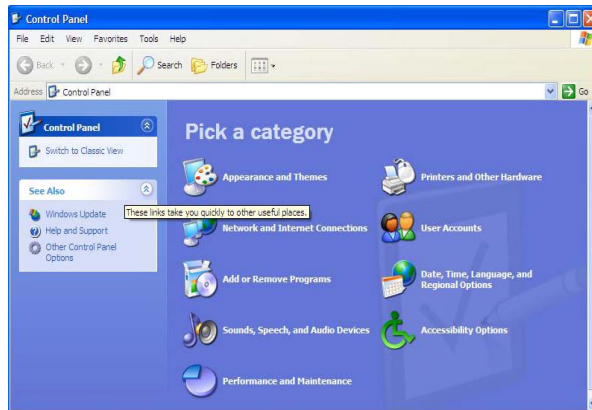 Control Panel
File Edit View Favorites Tools Help
Back Search Folders
Address Control Panel Go
Control Panel
Switch to Classic View
See Also
Windows Update
Help and Support
Other Control Panel
Options
These links take you quickly to other useful places.
Pick a category
Appearance and Themes
Printers and Other Hardware
Network and Internet Connections
User Accounts
Add or Remove Programs
Date, Time, Language, and
Regional Options
Sounds, Speech, and Audio Devices
Accessibility Options
Performance and Maintenance